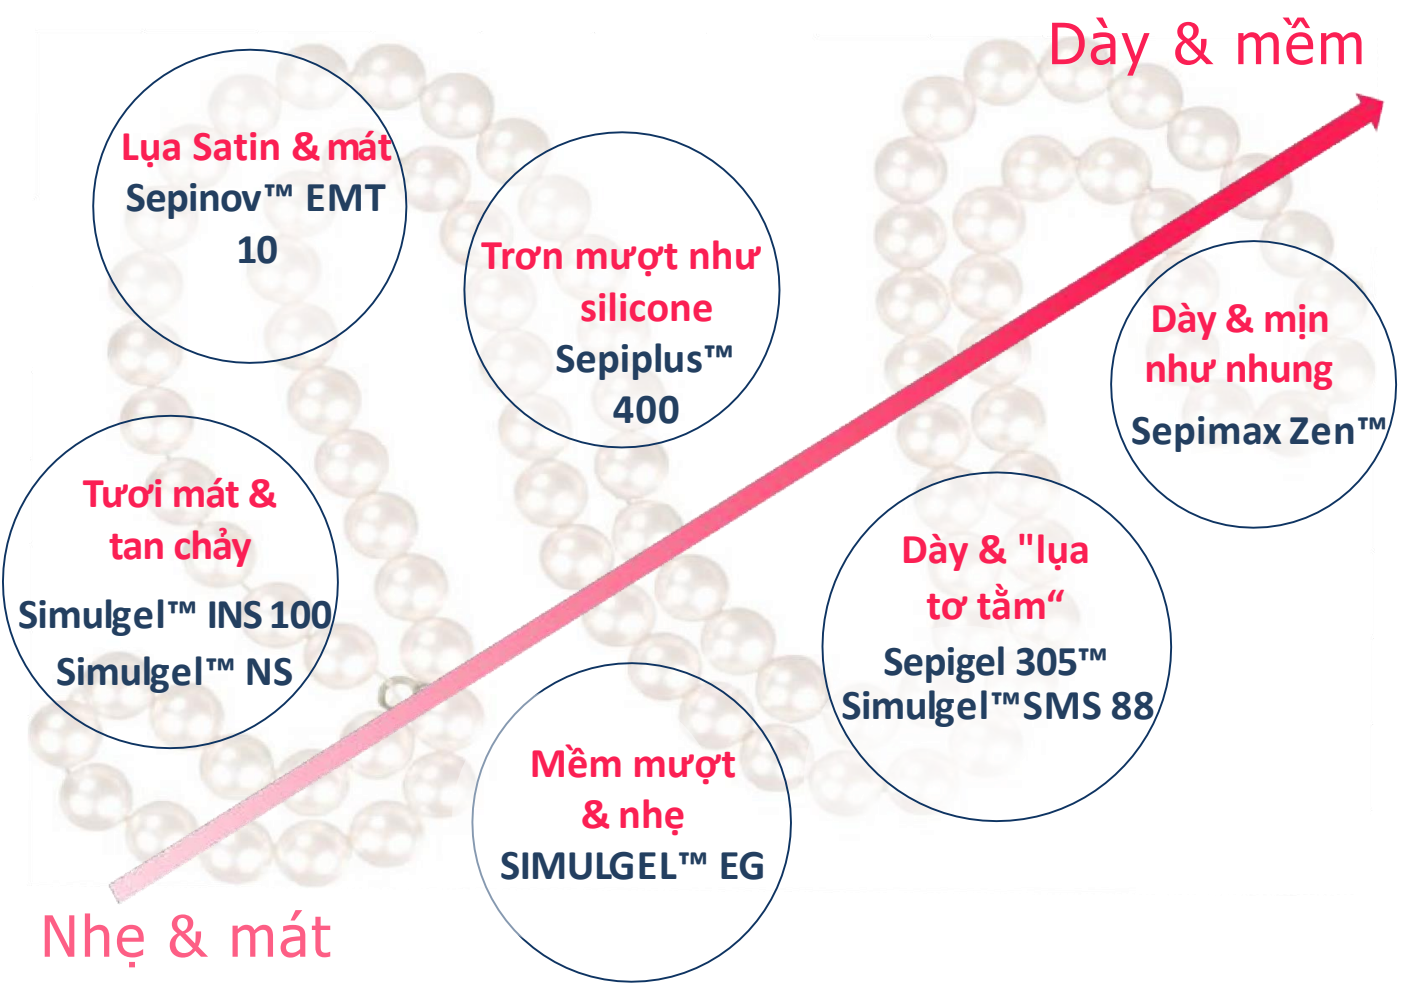 Dày & mềm
Lụa Satin & mát
Sepinov™ EMT
10
Trơn mượt như
silicone
Sepiplus™
400
Dày & mịn
như nhung
Sepimax Zen™
Tươi mát &
tan chảy
Simulgel™ INS 100
Simulgel™ NS
Dày & "lụa
tơ tằm“
Sepigel 305™
Simulgel™SMS 88
Mềm mượt
& nhẹ
SIMULGEL™ EG
Nhẹ & mát